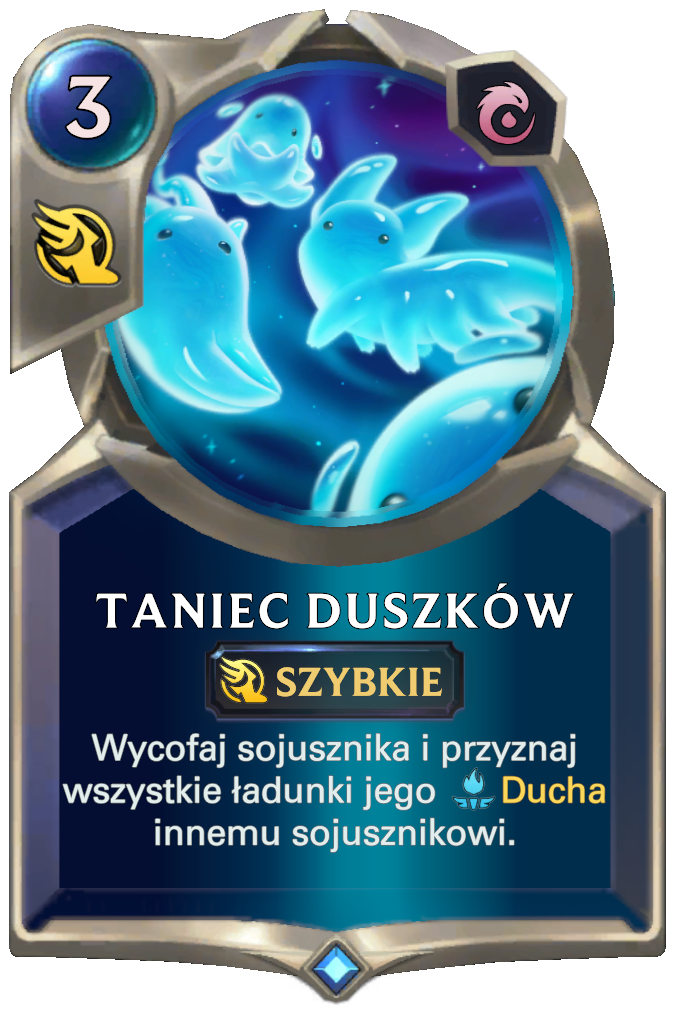 3
TANIEC DUSZKÓW
SZYBKIE
Wycofaj sojusznika i przyznaj
wszystkie ładunki jego Ducha
innemu sojusznikowi.